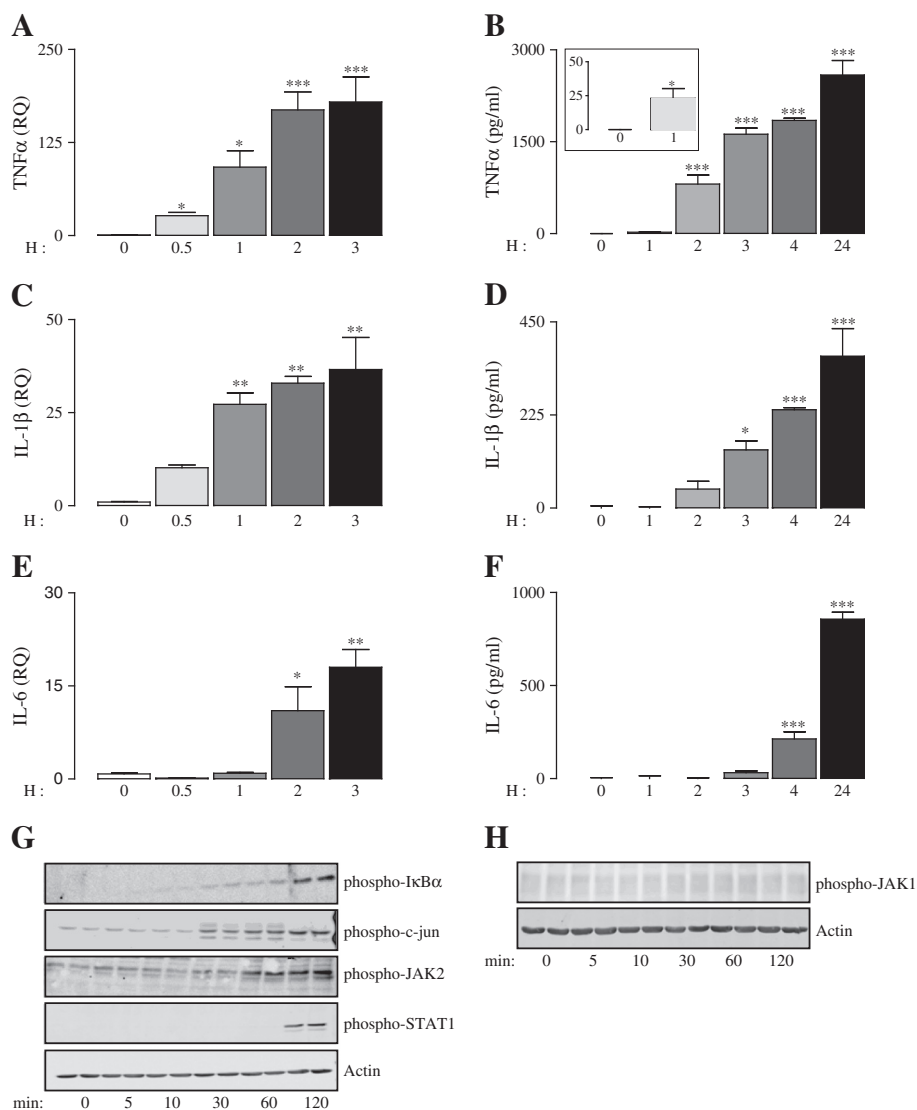 A
TNFα (RQ)
250
125
0
* * *** ***
H : 0 0.5 1 2 3
B
TNFα (pg/ml)
3000
1500
0
50
25
0
*
0 1
*** *** *** ***
0 1 2 3 4 24
C
IL-1β (RQ)
50
25
0
** ** **
H : 0 0.5 1 2 3
D
IL-1β (pg/ml)
450
225
0
* *** ***
H : 0 1 2 3 4 24
E
IL-6 (RQ)
30
15
0
* **
H : 0 0.5 1 2 3
F
IL-6 (pg/ml)
1000
500
0
*** ***
H : 0 1 2 3 4 24
G
phospho-IκBα
phospho-c-jun
phospho-JAK2
phospho-STAT1
Actin
min: 0 5 10 30 60 120
H
phospho-JAK1
Actin
min: 0 5 10 30 60 120